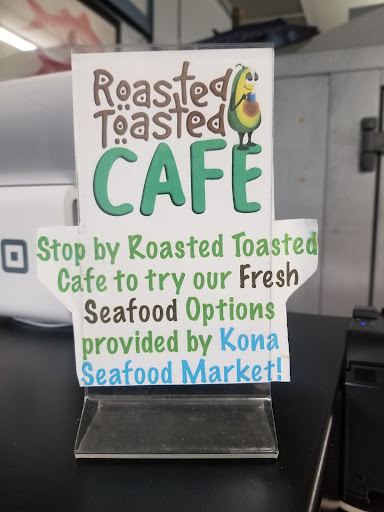 Roasted
Toasted
CAFE
Stop by Roasted Toasted
Cafe to try our Fresh
Seafood Options
provided by Kona
Seafood Market!